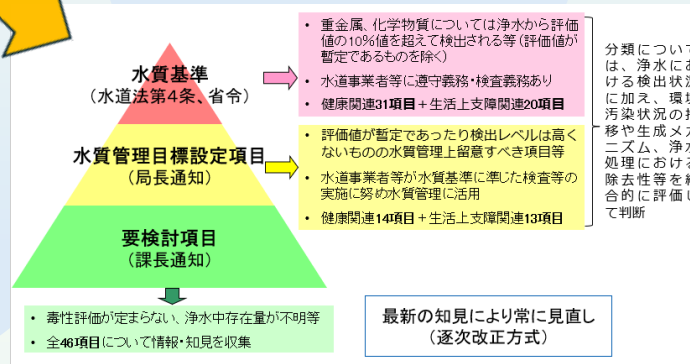 水質基準
（水道法第4条、省令）
・ 重金属、化学物質については浄水から評価
値の10％値を超えて検出される等（評価値が
暫定であるものを除く）
・ 水道事業者等に遵守義務・検査義務あり
・ 健康関連31項目＋生活上支障関連20項目
水質管理目標設定項目
（局長通知）
・ 評価値が暫定であったり検出レベルは高く
ないものの水質管理上留意すべき項目等
・ 水道事業者等が水質基準に準じた検査等の
実施に努め水質管理に活用
・ 健康関連14項目＋生活上支障関連13項目
要検討項目
（課長通知）
・ 毒性評価が定まらない、浄水中存在量が不明等
・ 全46項目について情報・知見を収集
分類につい
は、浄水に
ける検出状
に加え、環
汚染状況の
移や生成メ
ニズム、浄
処理におけ
除去性等を
合的に評価
て判断
最新の知見により常に見直し
（逐次改正方式）